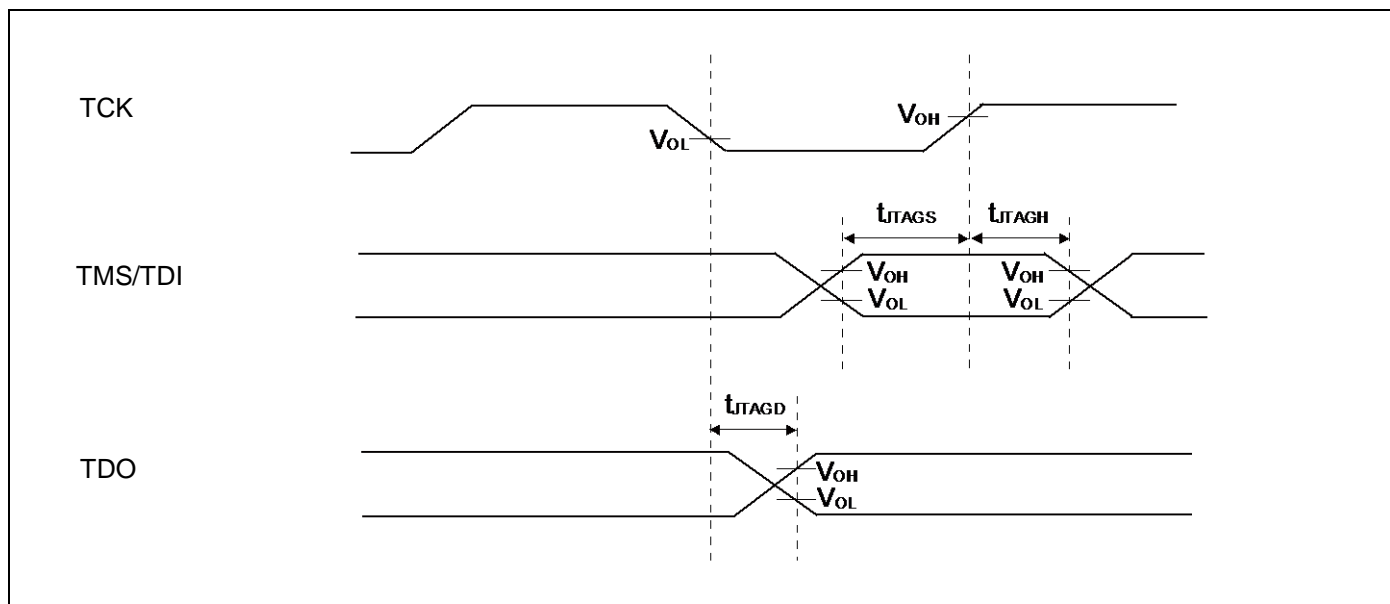 TCK
VOL
VOH
tJTAGS
tJTAGH
TMS/TDI
VOH
VOL
VOH
VOL
tJTAGD
TDO
VOH
VOL